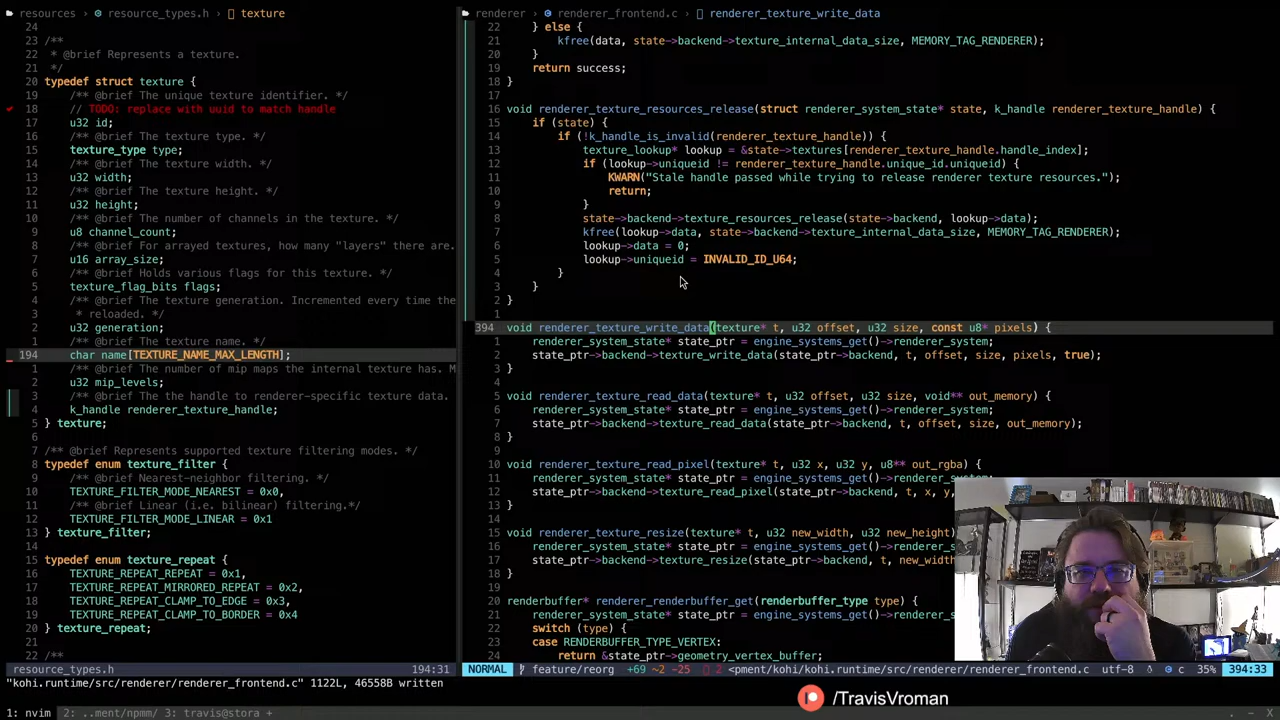 resources › resource_types.h › texture
24
23 /**
22  * @brief Represents a texture.
21  */
20 typedef struct texture {
19     /** @brief The unique texture identifier. */
18     // TODO: replace with uuid to match handle
17     u32 id;
16     /** @brief The texture type. */
15     texture_type type;
14     /** @brief The texture width. */
13     u32 width;
12     /** @brief The texture height. */
11     u32 height;
10     /** @brief The number of channels in the texture. */
9     u8 channel_count;
8     /** @brief For arrayed textures, how many "layers" there are.
7     u16 array_size;
6     /** @brief Holds various flags for this texture. */
5     texture_flag_bits flags;
4     /** @brief The texture generation. Incremented every time the
3      * reloaded. */
2     u32 generation;
1     /** @brief The texture name. */
194     char name[TEXTURE_NAME_MAX_LENGTH];
1     /** @brief The number of mip maps the internal texture has. M
2     u32 mip_levels;
3     /** @brief The the handle to renderer-specific texture data.
4     k_handle renderer_texture_handle;
5 } texture;
6
7 /** @brief Represents supported texture filtering modes. */
8 typedef enum texture_filter {
9     /** @brief Nearest-neighbor filtering. */
10     TEXTURE_FILTER_MODE_NEAREST = 0x0,
11     /** @brief Linear (i.e. bilinear) filtering.*/
12     TEXTURE_FILTER_MODE_LINEAR = 0x1
13 } texture_filter;
14
15 typedef enum texture_repeat {
16     TEXTURE_REPEAT_REPEAT = 0x1,
17     TEXTURE_REPEAT_MIRRORED_REPEAT = 0x2,
18     TEXTURE_REPEAT_CLAMP_TO_EDGE = 0x3,
19     TEXTURE_REPEAT_CLAMP_TO_BORDER = 0x4
20 } texture_repeat;
21
22 /**
resource_types.h 194:31
renderer › renderer_frontend.c › renderer_texture_write_data
22     } else {
21         kfree(data, state->backend->texture_internal_data_size, MEMORY_TAG_RENDERER);
20     }
19     return success;
18 }
17
16 void renderer_texture_resources_release(struct renderer_system_state* state, k_handle renderer_texture_handle) {
15     if (state) {
14         if (!k_handle_is_invalid(renderer_texture_handle)) {
13             texture_lookup* lookup = &state->textures[renderer_texture_handle.handle_index];
12             if (lookup->uniqueid != renderer_texture_handle.unique_id.uniqueid) {
11                 KWARN("Stale handle passed while trying to release renderer texture resources.");
10                 return;
9             }
8             state->backend->texture_resources_release(state->backend, lookup->data);
7             kfree(lookup->data, state->backend->texture_internal_data_size, MEMORY_TAG_RENDERER);
6             lookup->data = 0;
5             lookup->uniqueid = INVALID_ID_U64;
4         }
3     }
2 }
1
394 void renderer_texture_write_data(texture* t, u32 offset, u32 size, const u8* pixels) {
1     renderer_system_state* state_ptr = engine_systems_get()->renderer_system;
2     state_ptr->backend->texture_write_data(state_ptr->backend, t, offset, size, pixels, true);
3 }
4
5 void renderer_texture_read_data(texture* t, u32 offset, u32 size, void** out_memory) {
6     renderer_system_state* state_ptr = engine_systems_get()->renderer_system;
7     state_ptr->backend->texture_read_data(state_ptr->backend, t, offset, size, out_memory);
8 }
9
10 void renderer_texture_read_pixel(texture* t, u32 x, u32 y, u8** out_rgba) {
11     renderer_system_state* state_ptr = engine_systems_get()->renderer_system;
12     state_ptr->backend->texture_read_pixel(state_ptr->backend, t, x, y,
13 }
14
15 void renderer_texture_resize(texture* t, u32 new_width, u32 new_height)
16     renderer_system_state* state_ptr = engine_systems_get()->renderer_s
17     state_ptr->backend->texture_resize(state_ptr->backend, t, new_width
18 }
19
20 renderbuffer* renderer_renderbuffer_get(renderbuffer_type type) {
21     renderer_system_state* state_ptr = engine_systems_get()->renderer_s
22     switch (type) {
23     case RENDERBUFFER_TYPE_VERTEX:
24         return &state_ptr->geometry_vertex_buffer;
NORMAL feature/reorg +69 ~2 -25 2 <pment/kohi/kohi.runtime/src/renderer/renderer_frontend.c utf-8 c 35% 394:33
"kohi.runtime/src/renderer/renderer_frontend.c" 1122L, 46558B written
/TravisVroman
1: nvim 2: ..ment/npmm/ 3: travis@stora +